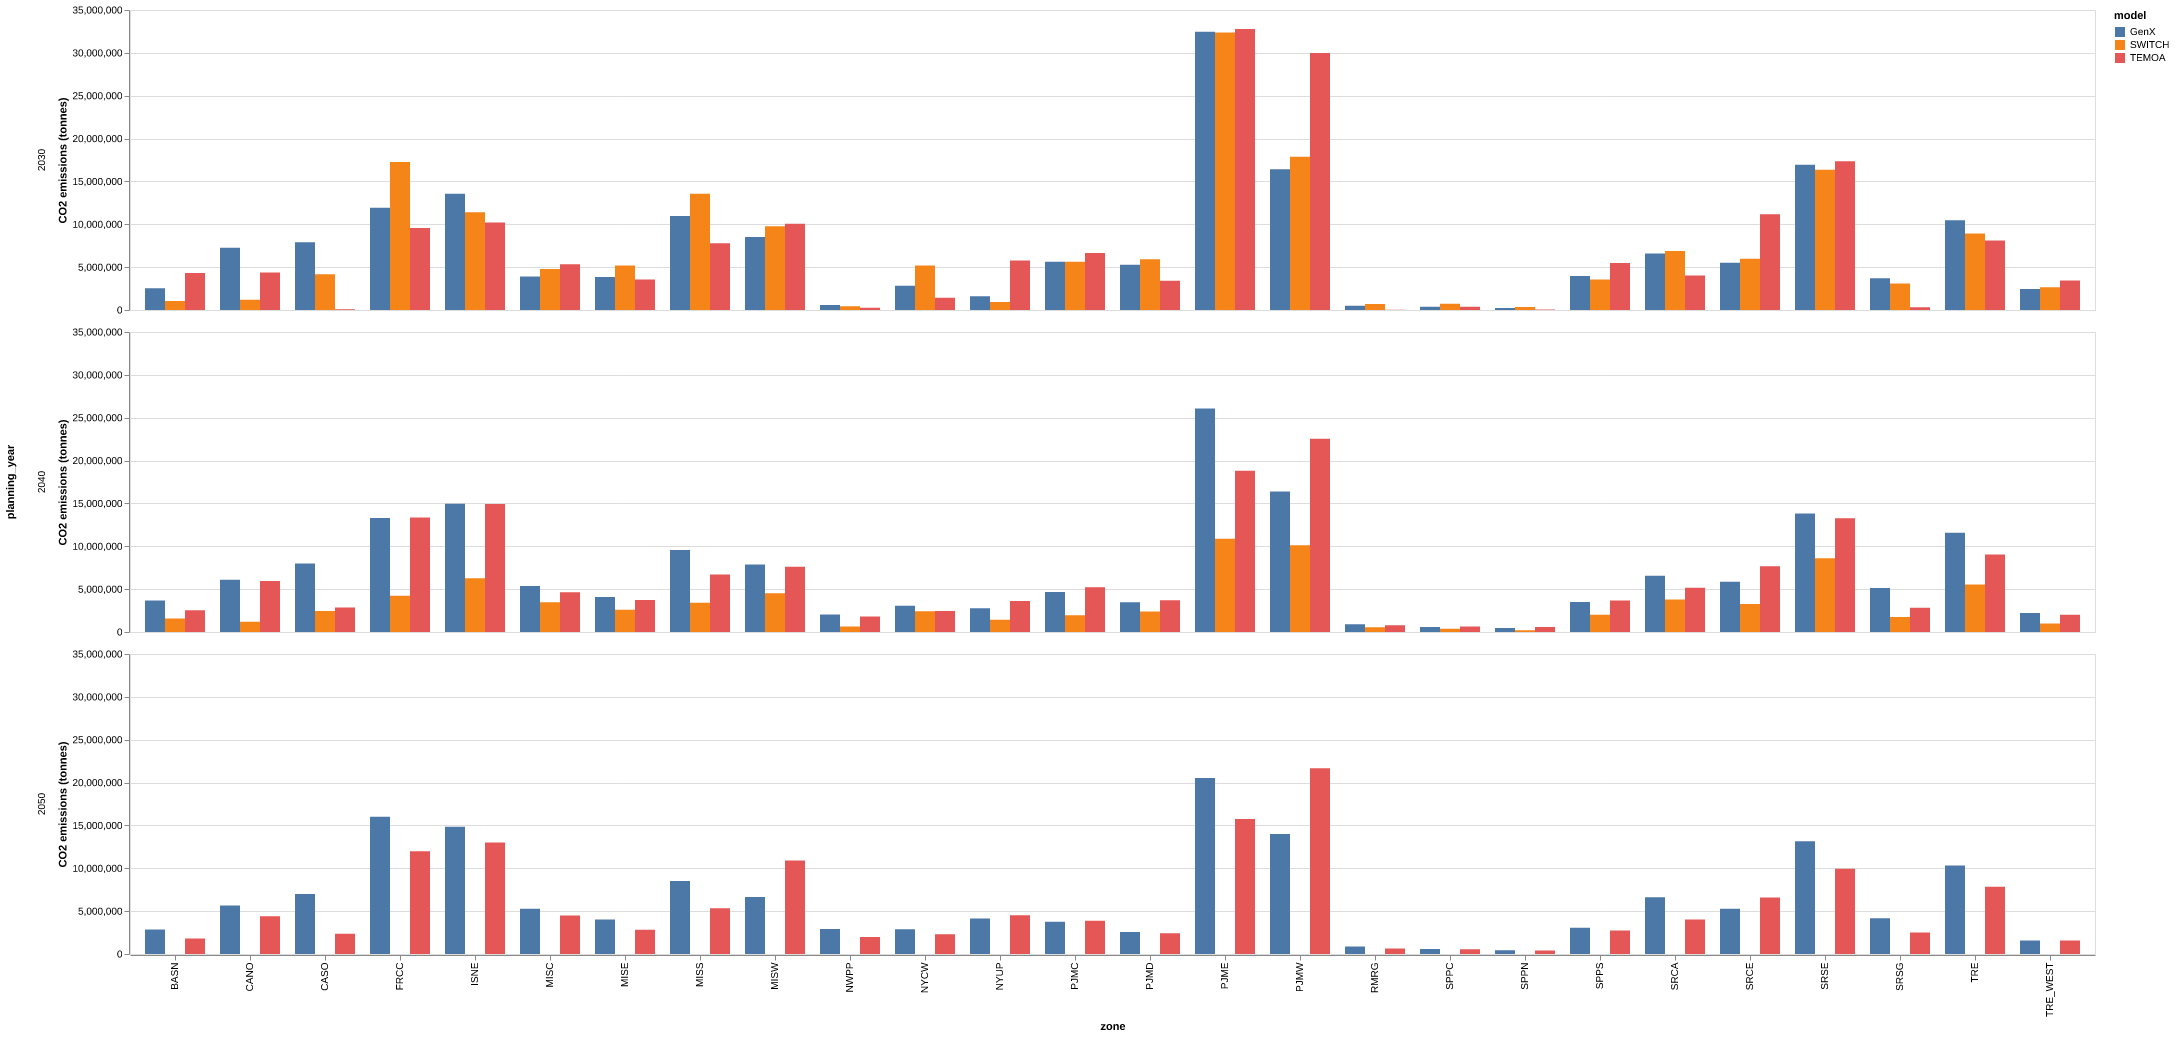 model
GenX
SWITCH
TEMOA
planning_year
2030
CO2 emissions (tonnes)
35,000,000
30,000,000
25,000,000
20,000,000
15,000,000
10,000,000
5,000,000
0
2040
CO2 emissions (tonnes)
35,000,000
30,000,000
25,000,000
20,000,000
15,000,000
10,000,000
5,000,000
0
2050
CO2 emissions (tonnes)
35,000,000
30,000,000
25,000,000
20,000,000
15,000,000
10,000,000
5,000,000
0
BASN
CANO
CASO
FRCC
ISNE
MISC
MISE
MISS
MISW
NWPP
NYCW
NYUP
PJMC
PJMD
PJME
PJMW
RMRG
SPPC
SPPN
SPPS
SRCA
SRCE
SRSE
SRSG
TRE
TRE_WEST
zone